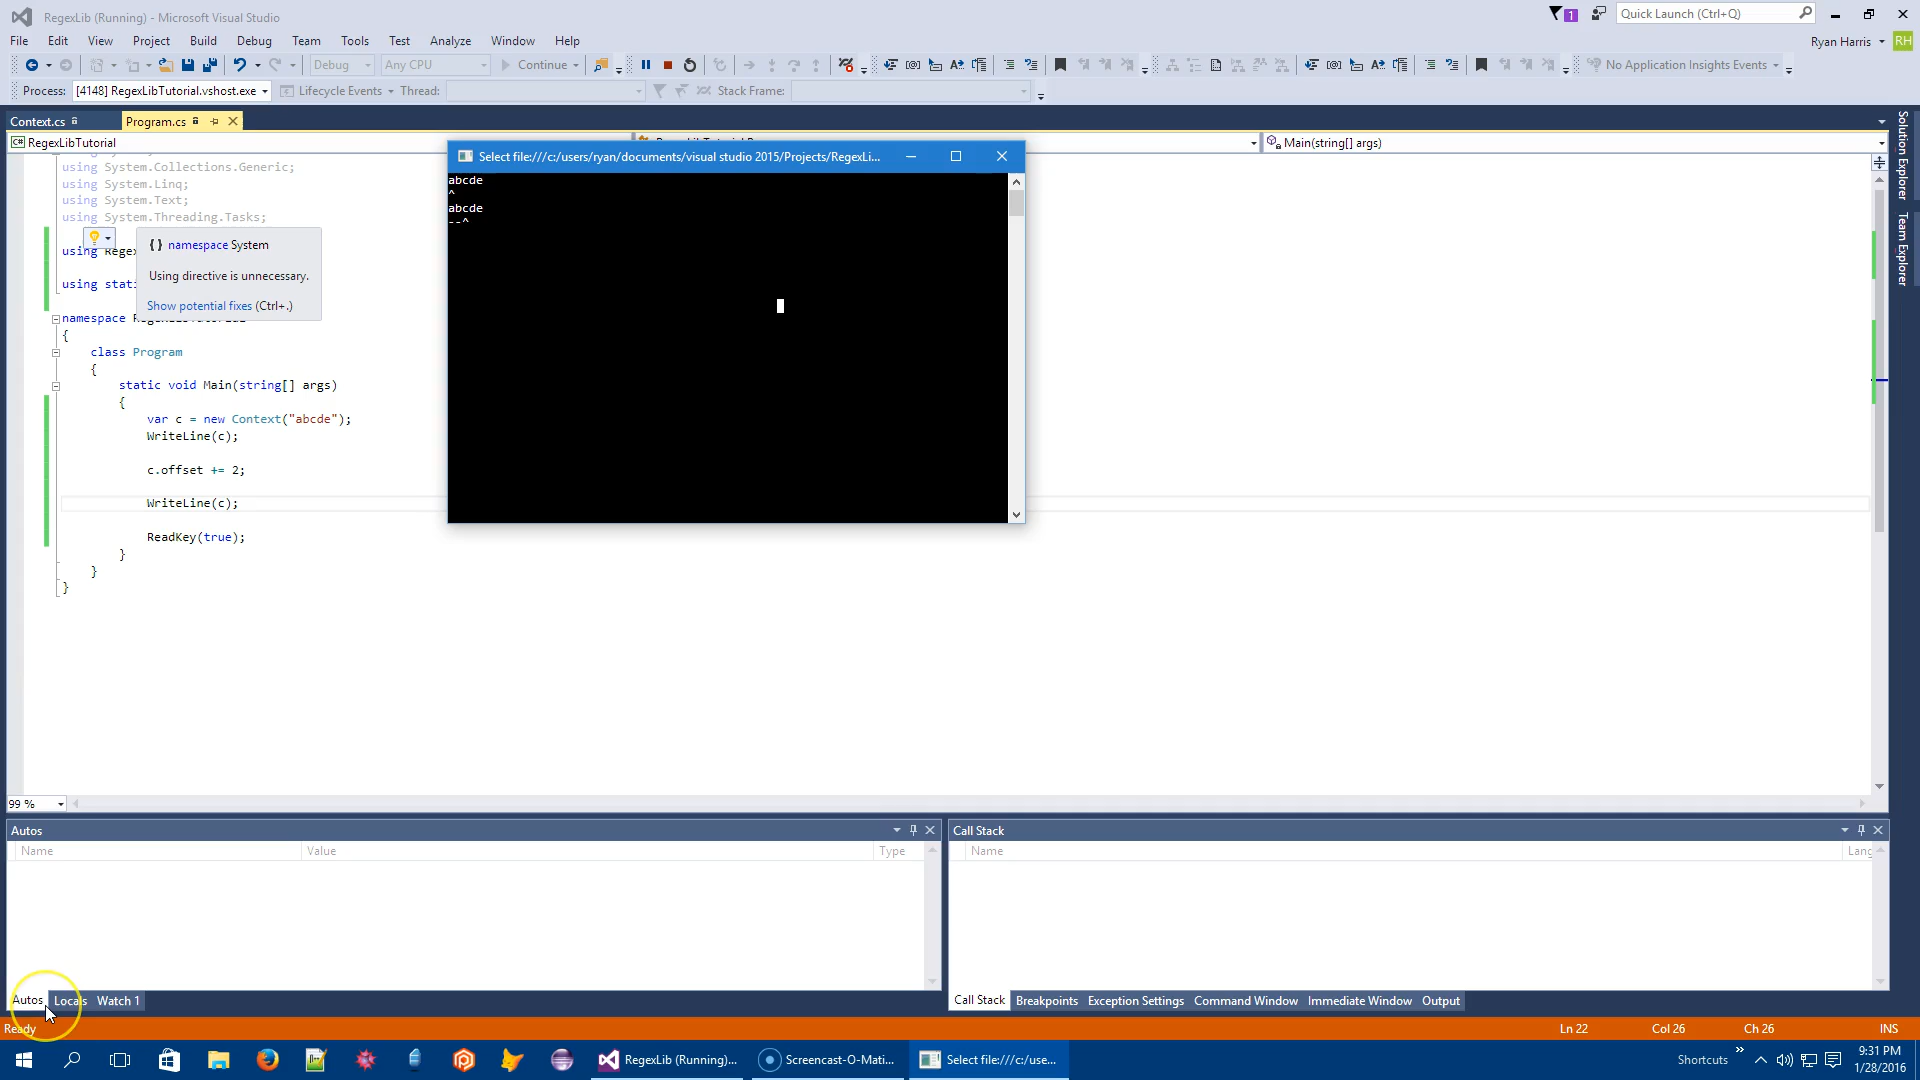 RegexLib (Running) - Microsoft Visual Studio
1
Quick Launch (Ctrl+Q)
File Edit View Project Build Debug Team Tools Test Analyze Window Help
Ryan Harris RH
Debug Any CPU Continue No Application Insights Events
Process: [4148] RegexLibTutorial.vshost.exe Lifecycle Events Thread: Stack Frame:
Context.cs Program.cs
C# RegexLibTutorial
Main(string[] args)
using System.Collections.Generic;
using System.Linq;
using System.Text;
using System.Threading.Tasks;
using Regex
using stati
{} namespace System
Using directive is unnecessary.
Show potential fixes (Ctrl+.)
namespace
{
class Program
{
static void Main(string[] args)
{
var c = new Context("abcde");
WriteLine(c);
c.offset += 2;
WriteLine(c);
ReadKey(true);
}
}
}
Select file:///c:/users/ryan/documents/visual studio 2015/Projects/RegexLi...
abcde
^
abcde
--^
Solution Explorer
Team Explorer
99 %
Autos
Name Value Type
Autos Locals Watch 1
Call Stack
Name Lang
Call Stack Breakpoints Exception Settings Command Window Immediate Window Output
Ready Ln 22 Col 26 Ch 26 INS
RegexLib (Running)... Screencast-O-Mati... Select file:///c:/use... Shortcuts
9:31 PM
1/28/2016